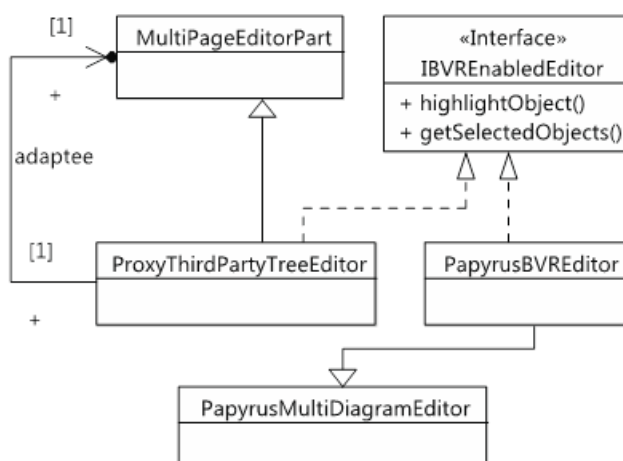 [1]
MultiPageEditorPart
«Interface»
IBVREnabledEditor
+ highlightObject()
+ getSelectedObjects()
+
adaptee
[1]
ProxyThirdPartyTreeEditor
PapyrusBVREditor
+
PapyrusMultiDiagramEditor